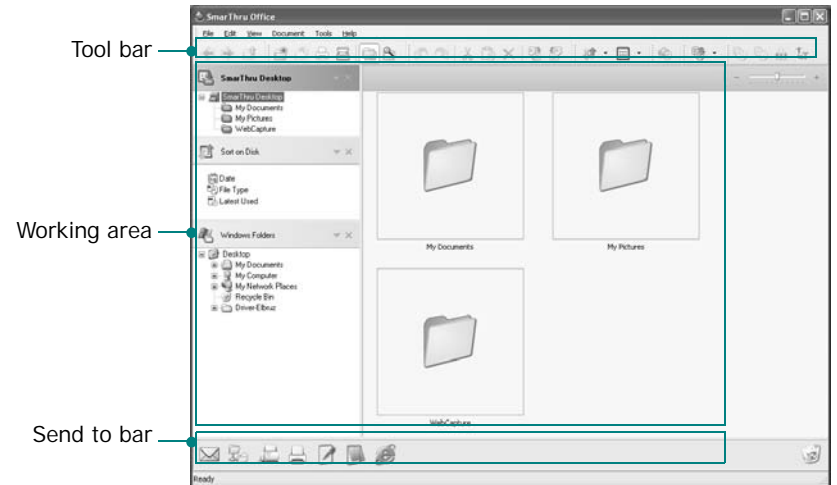 SmarThru Office
File Edit View Document Tools Help
Tool bar
SmarThru Desktop
SmarThru Desktop
My Documents
My Pictures
WebCapture
Sort on Disk
Date
File Type
Latest Used
Working area
Windows Folders
Desktop
My Documents
My Computer
My Network Places
Recycle Bin
Driver-Elbruz
My Documents
My Pictures
WebCapture
Send to bar
Ready